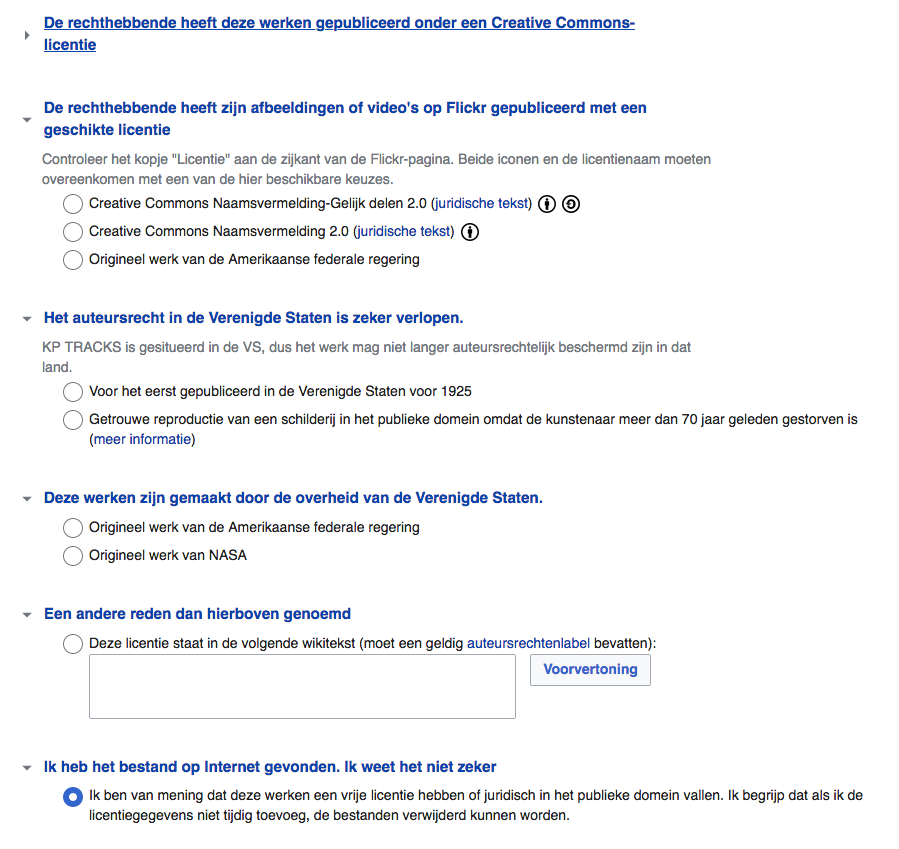 De rechthebbende heeft deze werken gepubliceerd onder een Creative Commons-
licentie
De rechthebbende heeft zijn afbeeldingen of video's op Flickr gepubliceerd met een
geschikte licentie
Controleer het kopje "Licentie" aan de zijkant van de Flickr-pagina. Beide iconen en de licentienaam moeten
overeenkomen met een van de hier beschikbare keuzes.
Creative Commons Naamsvermelding-Gelijk delen 2.0 (juridische tekst)
Creative Commons Naamsvermelding 2.0 (juridische tekst)
Origineel werk van de Amerikaanse federale regering
Het auteursrecht in de Verenigde Staten is zeker verlopen.
KP TRACKS is gesitueerd in de VS, dus het werk mag niet langer auteursrechtelijk beschermd zijn in dat
land.
Voor het eerst gepubliceerd in de Verenigde Staten voor 1925
Getrouwe reproductie van een schilderij in het publieke domein omdat de kunstenaar meer dan 70 jaar geleden gestorven is
(meer informatie)
Deze werken zijn gemaakt door de overheid van de Verenigde Staten.
Origineel werk van de Amerikaanse federale regering
Origineel werk van NASA
Een andere reden dan hierboven genoemd
Deze licentie staat in de volgende wikitekst (moet een geldig auteursrechtenlabel bevatten):
Voorvertoning
Ik heb het bestand op Internet gevonden. Ik weet het niet zeker
Ik ben van mening dat deze werken een vrije licentie hebben of juridisch in het publieke domein vallen. Ik begrijp dat als ik de
licentiegegevens niet tijdig toevoeg, de bestanden verwijderd kunnen worden.